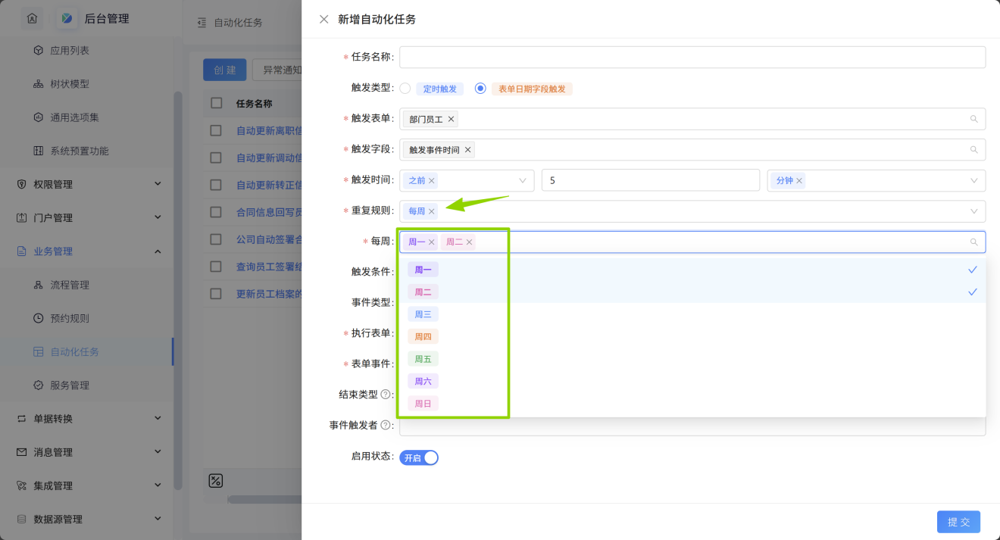 后台管理
应用列表
树状模型
通用选项集
系统预置功能
权限管理
门户管理
业务管理
流程管理
预约规则
自动化任务
服务管理
单据转换
消息管理
集成管理
数据源管理
自动化任务
创 建
异常通知
任务名称
自动更新离职信
自动更新调动信
自动更新转正信
合同信息回写员
公司自动签署合
查询员工签署结
更新员工档案的
新增自动化任务
* 任务名称:
触发类型: 定时触发 表单日期字段触发
* 触发表单: 部门员工 ×
* 触发字段: 触发事件时间 ×
* 触发时间: 之前 × 5 分钟 ×
* 重复规则: 每周 ×
* 每周: 周一 × 周二 ×
周一
周二
周三
周四
周五
周六
周日
触发条件:
事件类型:
* 执行表单:
* 表单事件:
结束类型 ? :
事件触发者 ? :
启用状态: 开启
提 交